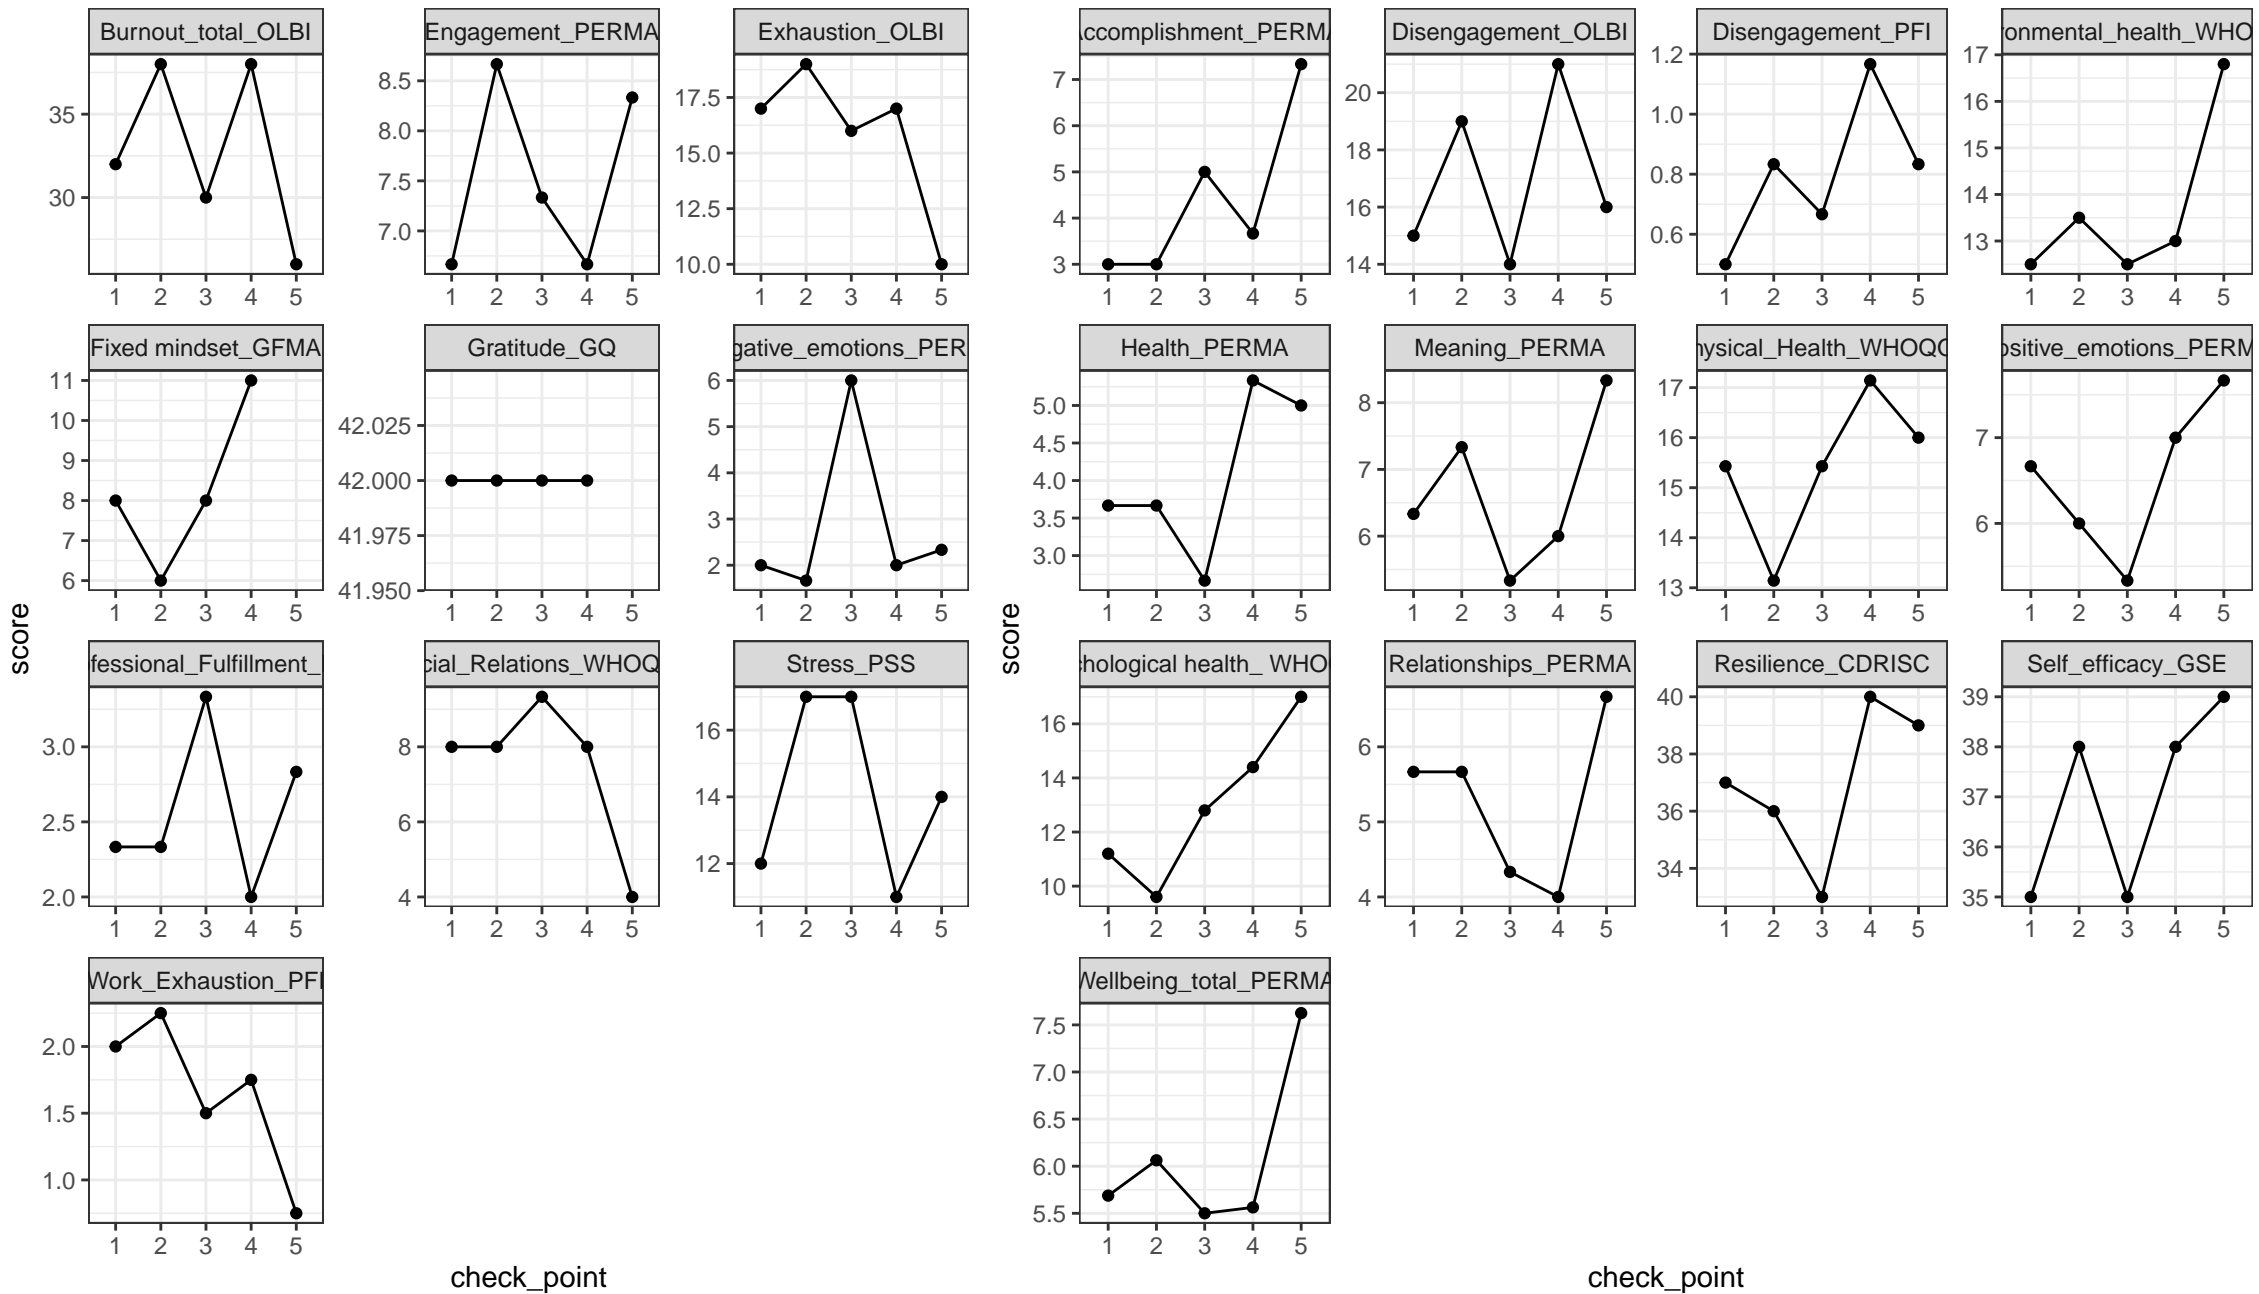 Burnout_total_OLBI
Engagement_PERMA
Exhaustion_OLBI
35
30
1 2 3 4 5
8.5
8.0
7.5
7.0
1 2 3 4 5
17.5
15.0
12.5
10.0
1 2 3 4 5
Fixed mindset_GFMA
Gratitude_GQ
gative_emotions_PER
11
10
9
8
7
6
1 2 3 4 5
42.025
42.000
41.975
41.950
1 2 3 4 5
6
5
4
3
2
1 2 3 4 5
score
fessional_Fulfillment_
cial_Relations_WHOQ
Stress_PSS
3.0
2.5
2.0
1 2 3 4 5
8
6
4
1 2 3 4 5
16
14
12
1 2 3 4 5
Work_Exhaustion_PFI
2.0
1.5
1.0
1 2 3 4 5
check_point
Accomplishment_PERMA
Disengagement_OLBI
Disengagement_PFI
onmental_health_WHO
7
6
5
4
3
1 2 3 4 5
20
18
16
14
1 2 3 4 5
1.2
1.0
0.8
0.6
1 2 3 4 5
17
16
15
14
13
1 2 3 4 5
Health_PERMA
Meaning_PERMA
hysical_Health_WHOQO
ositive_emotions_PERM
5.0
4.5
4.0
3.5
3.0
1 2 3 4 5
8
7
6
1 2 3 4 5
17
16
15
14
13
1 2 3 4 5
7
6
1 2 3 4 5
score
chological health_ WHO
Relationships_PERMA
Resilience_CDRISC
Self_efficacy_GSE
16
14
12
10
1 2 3 4 5
6
5
4
1 2 3 4 5
40
38
36
34
1 2 3 4 5
39
38
37
36
35
1 2 3 4 5
Wellbeing_total_PERMA
7.5
7.0
6.5
6.0
5.5
1 2 3 4 5
check_point